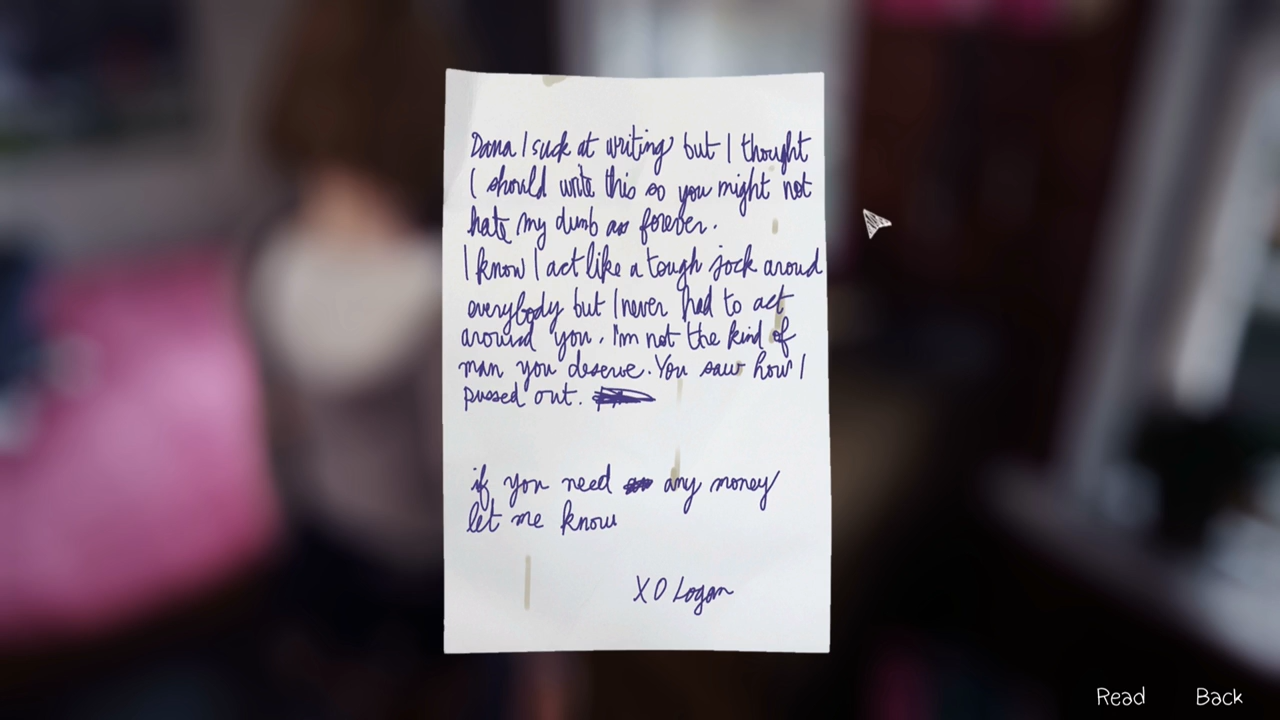 Dana I suck at writing but I thought
I should write this so you might not
hate my dumb ass forever.
I know I act like a tough jock aroud
everybody but I never had to act
around you. I'm not the kind of
man you deserve. You saw how I
pussed out.
if you need any money
let me know
XO Logan
Read Back